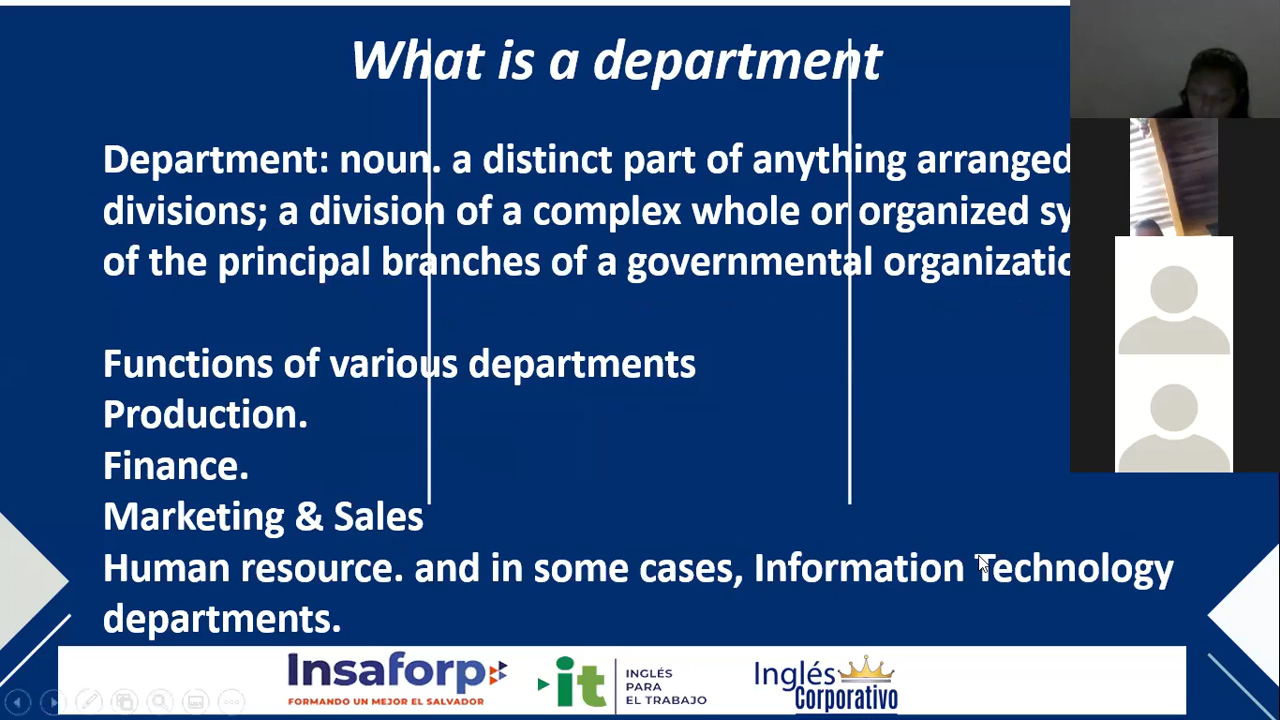 What is a department
Department: noun. a distinct part of anything arranged
divisions; a division of a complex whole or organized
of the principal branches of a governmental
Functions of various departments
Production.
Finance.
Marketing & Sales
Human resource. and in some cases, Information Technology
departments.
Insaforp
FORMANDO UN MEJOR EL SALVADOR
it
INGLÉS
PARA
EL TRABAJO
Inglés
Corporativo